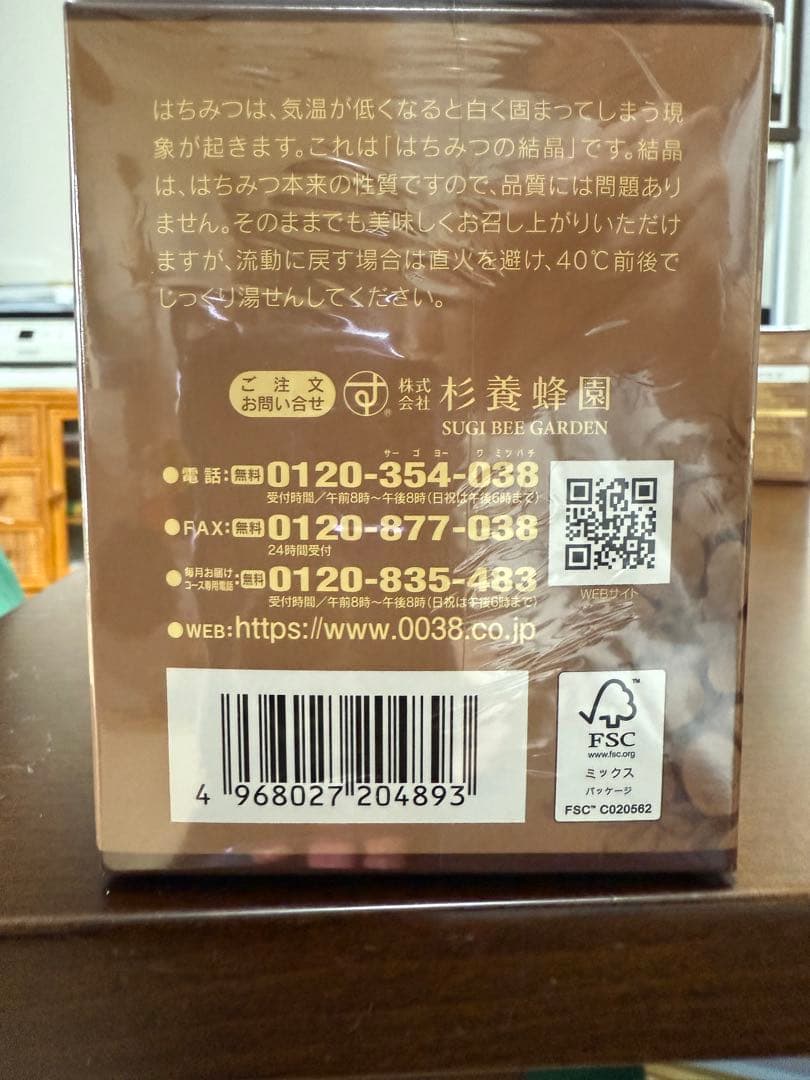 はちみつは、気温が低くなると白く固まってしまう現
象が起きます。これは「はちみつの結晶」です。結晶
は、はちみつ本来の性質ですので、品質には問題あり
ません。そのままでも美味しくお召し上がりいただけ
ますが、流動に戻す場合は直火を避け、40℃前後で
じっくり湯せんしてください。
ご注文
お問い合せ
株式会社 杉養蜂園
SUGI BEE GARDEN
サーゴヨー ワミツバチ
●電話:無料 0120-354-038
受付時間/午前8時〜午後8時(日祝は午後6時まで)
●FAX:無料 0120-877-038
24時間受付
●毎月お届けコース専用電話:無料 0120-835-483
受付時間/午前8時〜午後8時(日祝は午後6時まで)
●WEB:https://www.0038.co.jp
WEBサイト
4 968027 204893
FSC
www.fsc.org
ミックス
パッケージ
FSC™ C020562